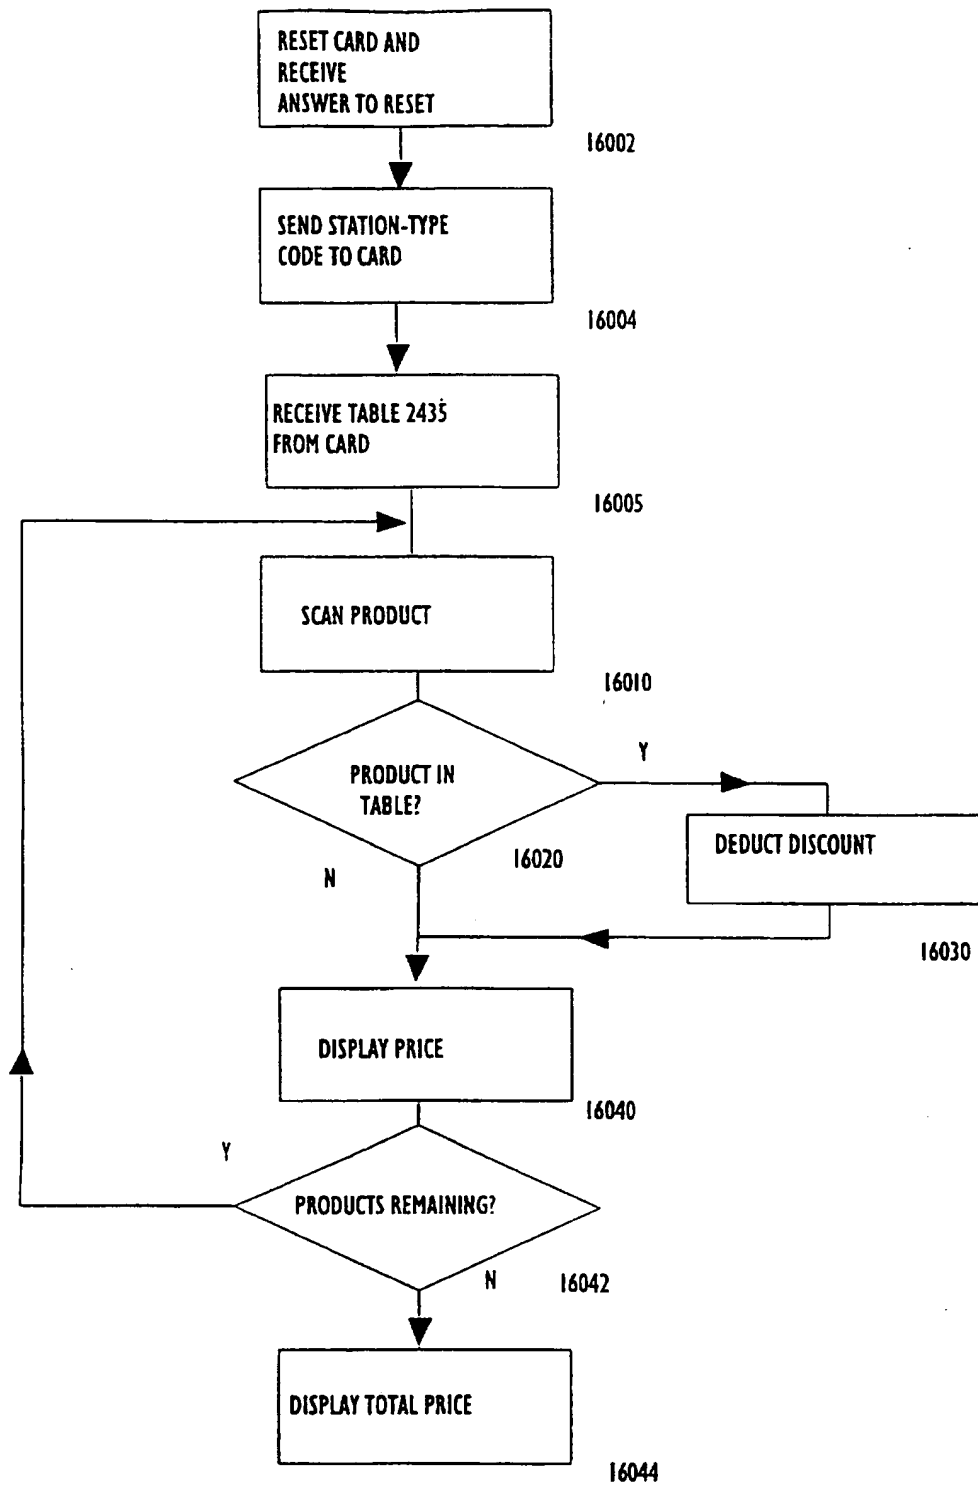 RESET CARD AND
RECEIVE
ANSWER TO RESET
16002
SEND STATION-TYPE
CODE TO CARD
16004
RECEIVE TABLE 2435
FROM CARD
16005
SCAN PRODUCT
16010
PRODUCT IN
TABLE?
Y
16020
N
DEDUCT DISCOUNT
16030
DISPLAY PRICE
16040
Y
PRODUCTS REMAINING?
N
16042
DISPLAY TOTAL PRICE
16044